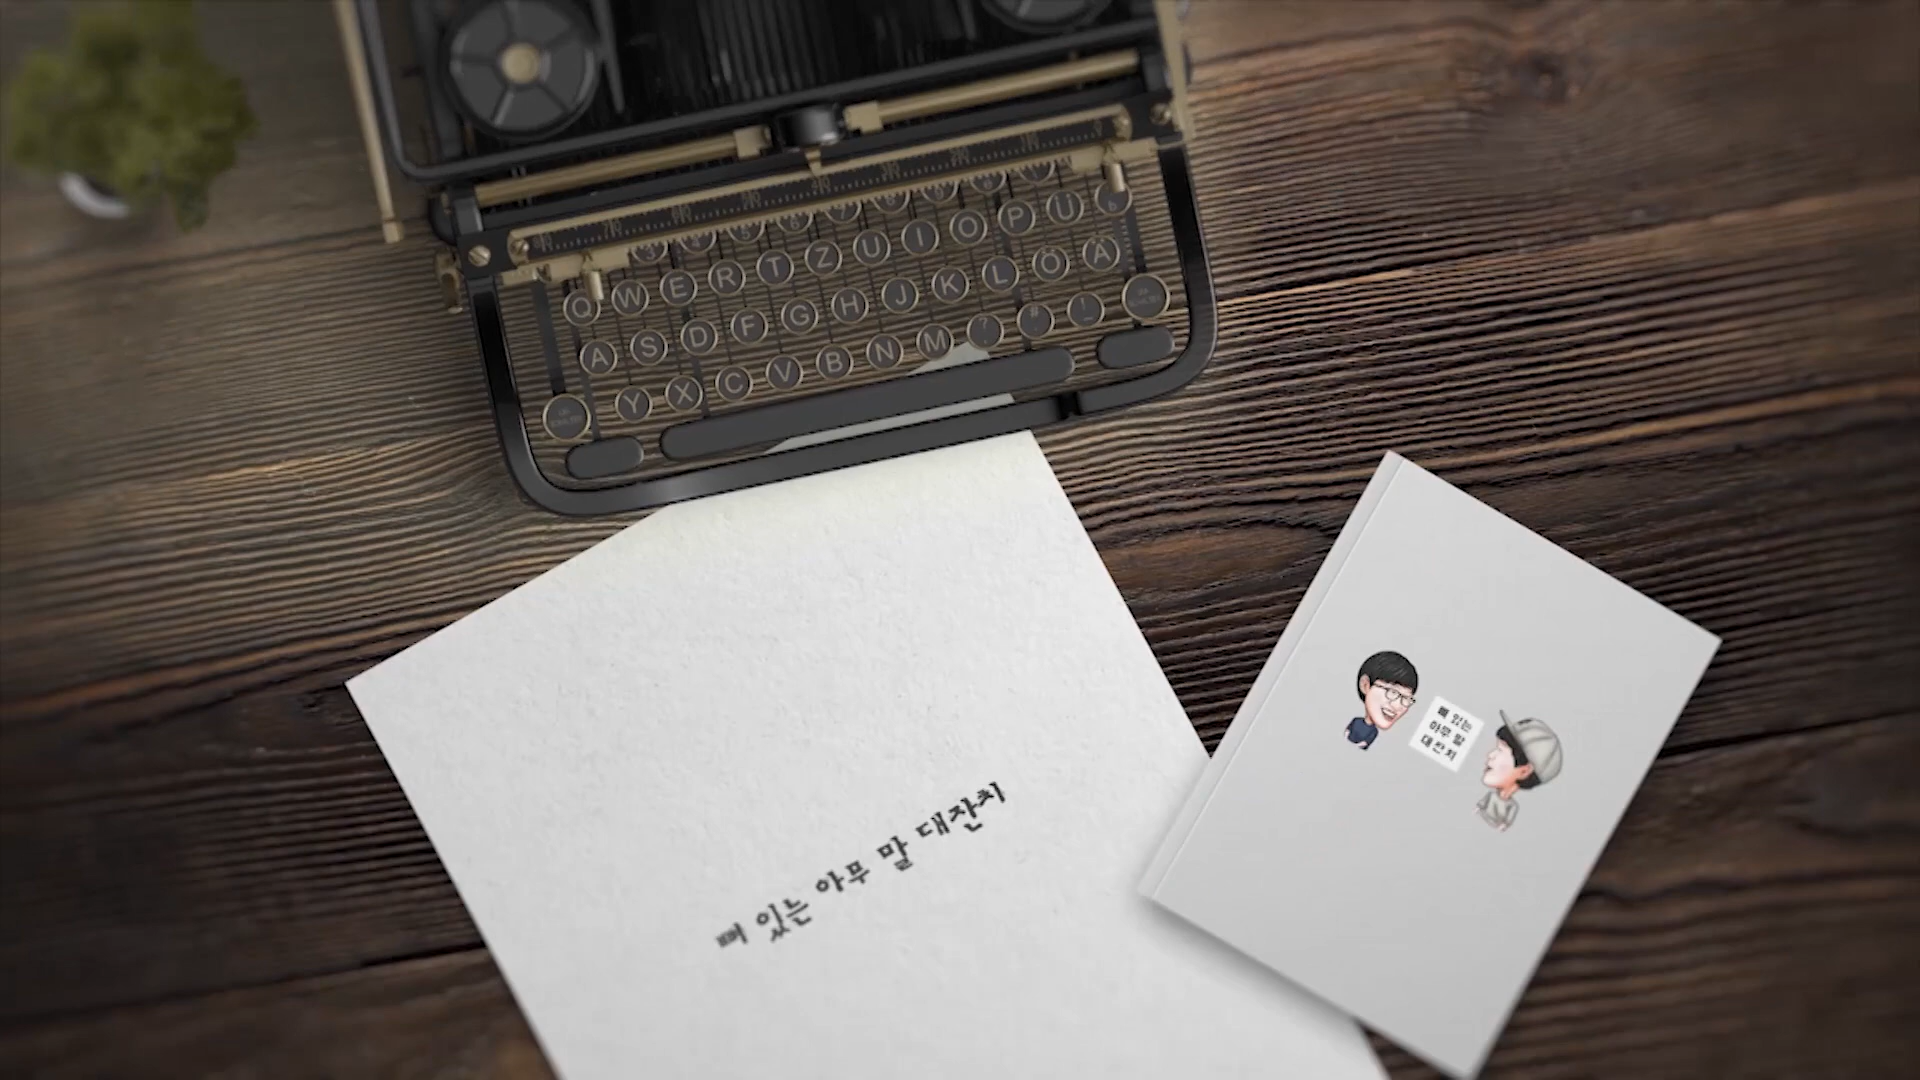 Q W E R T Z U I O P Ü
A S D F G H J K L Ö Ä
Y X C V B N M ? # !
뼈 있는 아무 말 대잔치
뼈 있는
아무 말
대잔치